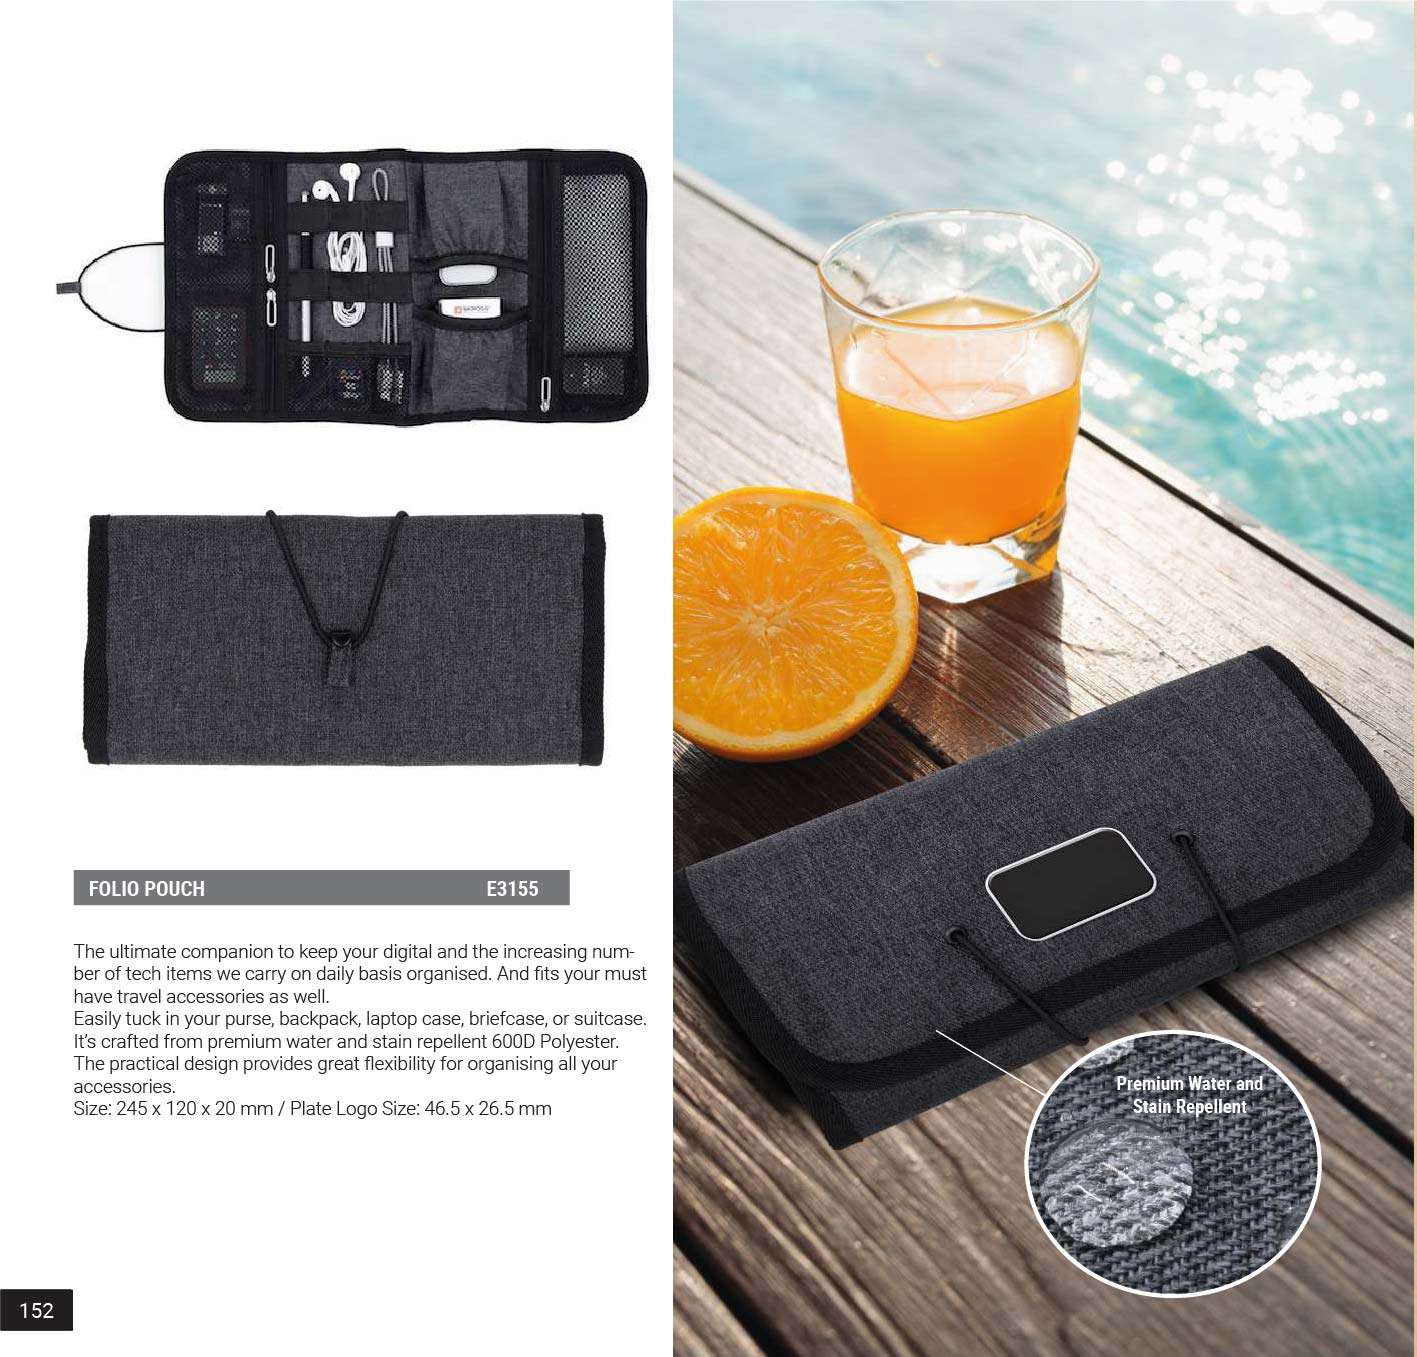 FOLIO POUCH E3155
The ultimate companion to keep your digital and the increasing num-
ber of tech items we carry on daily basis organised. And fits your must
have travel accessories as well.
Easily tuck in your purse, backpack, laptop case, briefcase, or suitcase.
It's crafted from premium water and stain repellent 600D Polyester.
The practical design provides great flexibility for organising all your
accessories.
Size: 245 x 120 x 20 mm / Plate Logo Size: 46.5 x 26.5 mm
Premium Water and
Stain Repellent
152